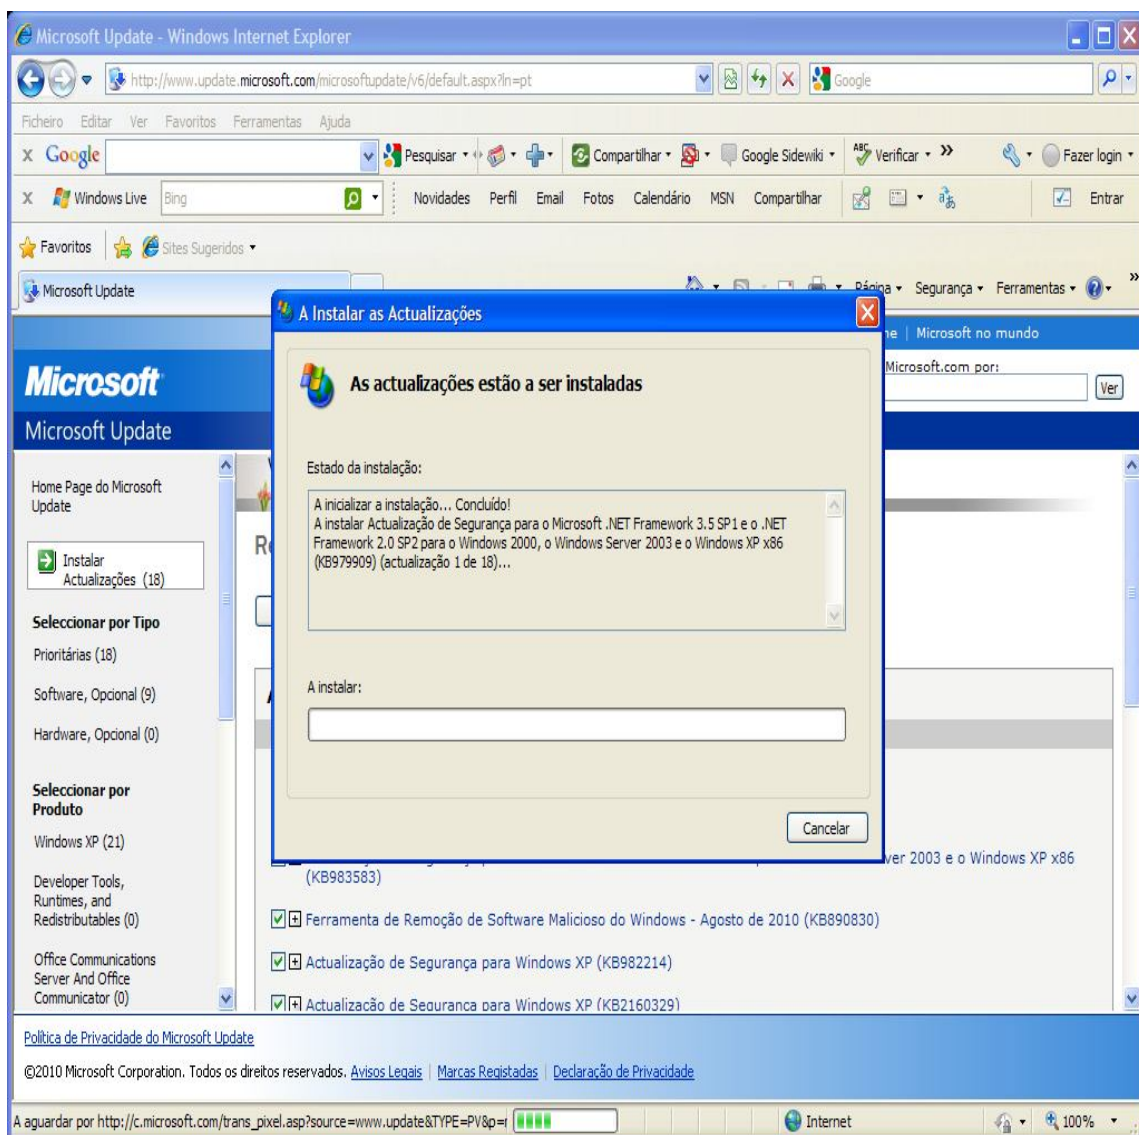 Microsoft Update - Windows Internet Explorer
http://www.update.microsoft.com/microsoftupdate/v6/default.aspx?ln=pt
Google
Ficheiro Editar Ver Favoritos Ferramentas Ajuda
X Google Pesquisar Compartilhar Google Sidewiki ABC Verificar » Fazer login
X Windows Live Bing Novidades Perfil Email Fotos Calendário MSN Compartilhar Entrar
Favoritos Sites Sugeridos
Microsoft Update
Página Segurança Ferramentas »
A Instalar as Actualizações
| Microsoft no mundo
Microsoft
Microsoft.com por:
Ver
Microsoft Update
As actualizações estão a ser instaladas
Home Page do Microsoft
Update
Instalar
Actualizações (18)
Seleccionar por Tipo
Prioritárias (18)
Software, Opcional (9)
Hardware, Opcional (0)
Seleccionar por
Produto
Windows XP (21)
Developer Tools,
Runtimes, and
Redistributables (0)
Office Communications
Server And Office
Communicator (0)
Estado da instalação:
A inicializar a instalação... Concluído!
A instalar Actualização de Segurança para o Microsoft .NET Framework 3.5 SP1 e o .NET
Framework 2.0 SP2 para o Windows 2000, o Windows Server 2003 e o Windows XP x86
(KB979909) (actualização 1 de 18)...
A instalar:
Cancelar
ver 2003 e o Windows XP x86
(KB983583)
Ferramenta de Remoção de Software Malicioso do Windows - Agosto de 2010 (KB890830)
Actualização de Segurança para Windows XP (KB982214)
Actualização de Segurança para Windows XP (KB2160329)
Política de Privacidade do Microsoft Update
©2010 Microsoft Corporation. Todos os direitos reservados. Avisos Legais | Marcas Registadas | Declaração de Privacidade
A aguardar por http://c.microsoft.com/trans_pixel.asp?source=www.update&TYPE=PV&p=
Internet
100%